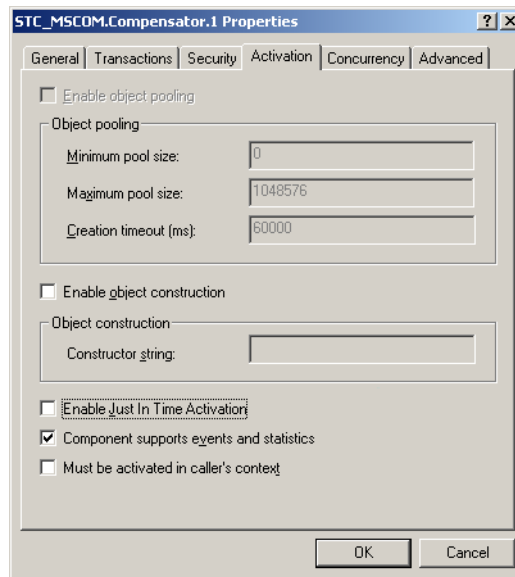 STC_MSCOM.Compensator.1 Properties
General Transactions Security Activation Concurrency Advanced
Enable object pooling
Object pooling
Minimum pool size: 0
Maximum pool size: 1048576
Creation timeout (ms): 60000
Enable object construction
Object construction
Constructor string:
Enable Just In Time Activation
Component supports events and statistics
Must be activated in caller's context
OK Cancel